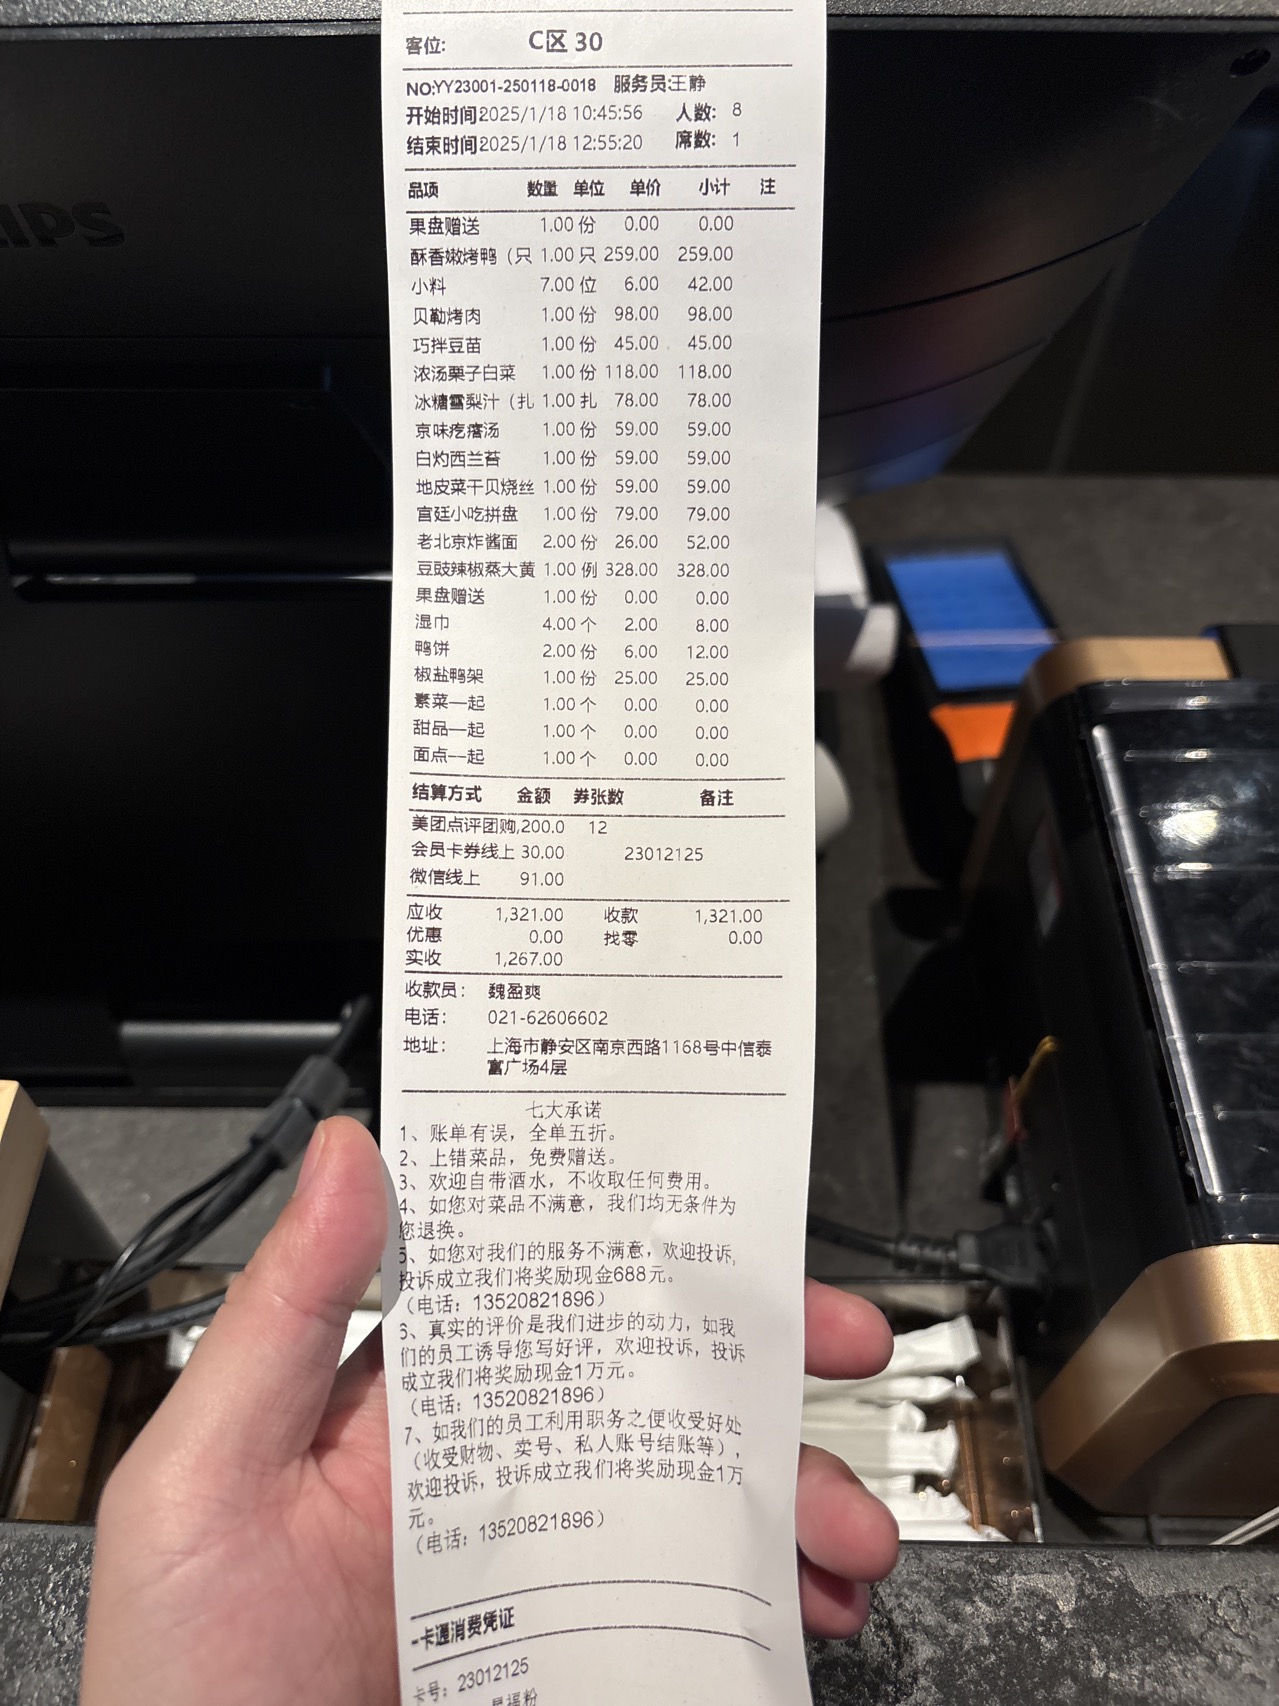 客位: C区 30
NO:YY23001-250118-0018 服务员:王静
开始时间2025/1/18 10:45:56 人数: 8
结束时间2025/1/18 12:55:20 席数: 1
品项 数量 单位 单价 小计 注
果盘赠送 1.00 份 0.00 0.00
酥香嫩烤鸭（只 1.00 只 259.00 259.00
小料 7.00 位 6.00 42.00
贝勒烤肉 1.00 份 98.00 98.00
巧拌豆苗 1.00 份 45.00 45.00
浓汤栗子白菜 1.00 份 118.00 118.00
冰糖雪梨汁（扎 1.00 扎 78.00 78.00
京味疙瘩汤 1.00 份 59.00 59.00
白灼西兰苔 1.00 份 59.00 59.00
地皮菜干贝烧丝 1.00 份 59.00 59.00
宫廷小吃拼盘 1.00 份 79.00 79.00
老北京炸酱面 2.00 份 26.00 52.00
豆豉辣椒蒸大黄 1.00 例 328.00 328.00
果盘赠送 1.00 份 0.00 0.00
湿巾 4.00 个 2.00 8.00
鸭饼 2.00 份 6.00 12.00
椒盐鸭架 1.00 份 25.00 25.00
素菜一起 1.00 个 0.00 0.00
甜品一起 1.00 个 0.00 0.00
面点一起 1.00 个 0.00 0.00
结算方式 金额 券张数 备注
美团点评团购,200.0 12
会员卡券线上 30.00 23012125
微信线上 91.00
应收 1,321.00 收款 1,321.00
优惠 0.00 找零 0.00
实收 1,267.00
收款员: 魏盈爽
电话: 021-62606602
地址: 上海市静安区南京西路1168号中信泰
富广场4层
七大承诺
1、账单有误，全单五折。
2、上错菜品，免费赠送。
3、欢迎自带酒水，不收取任何费用。
4、如您对菜品不满意，我们均无条件为
您退换。
5、如您对我们的服务不满意，欢迎投诉,
投诉成立我们将奖励现金688元。
（电话：13520821896）
6、真实的评价是我们进步的动力，如我
们的员工诱导您写好评，欢迎投诉，投诉
成立我们将奖励现金1万元。
（电话：13520821896）
7、如我们的员工利用职务之便收受好处
（收受财物、卖号、私人账号结账等），
欢迎投诉，投诉成立我们将奖励现金1万
元。
（电话：13520821896）
一卡通消费凭证
卡号：23012125